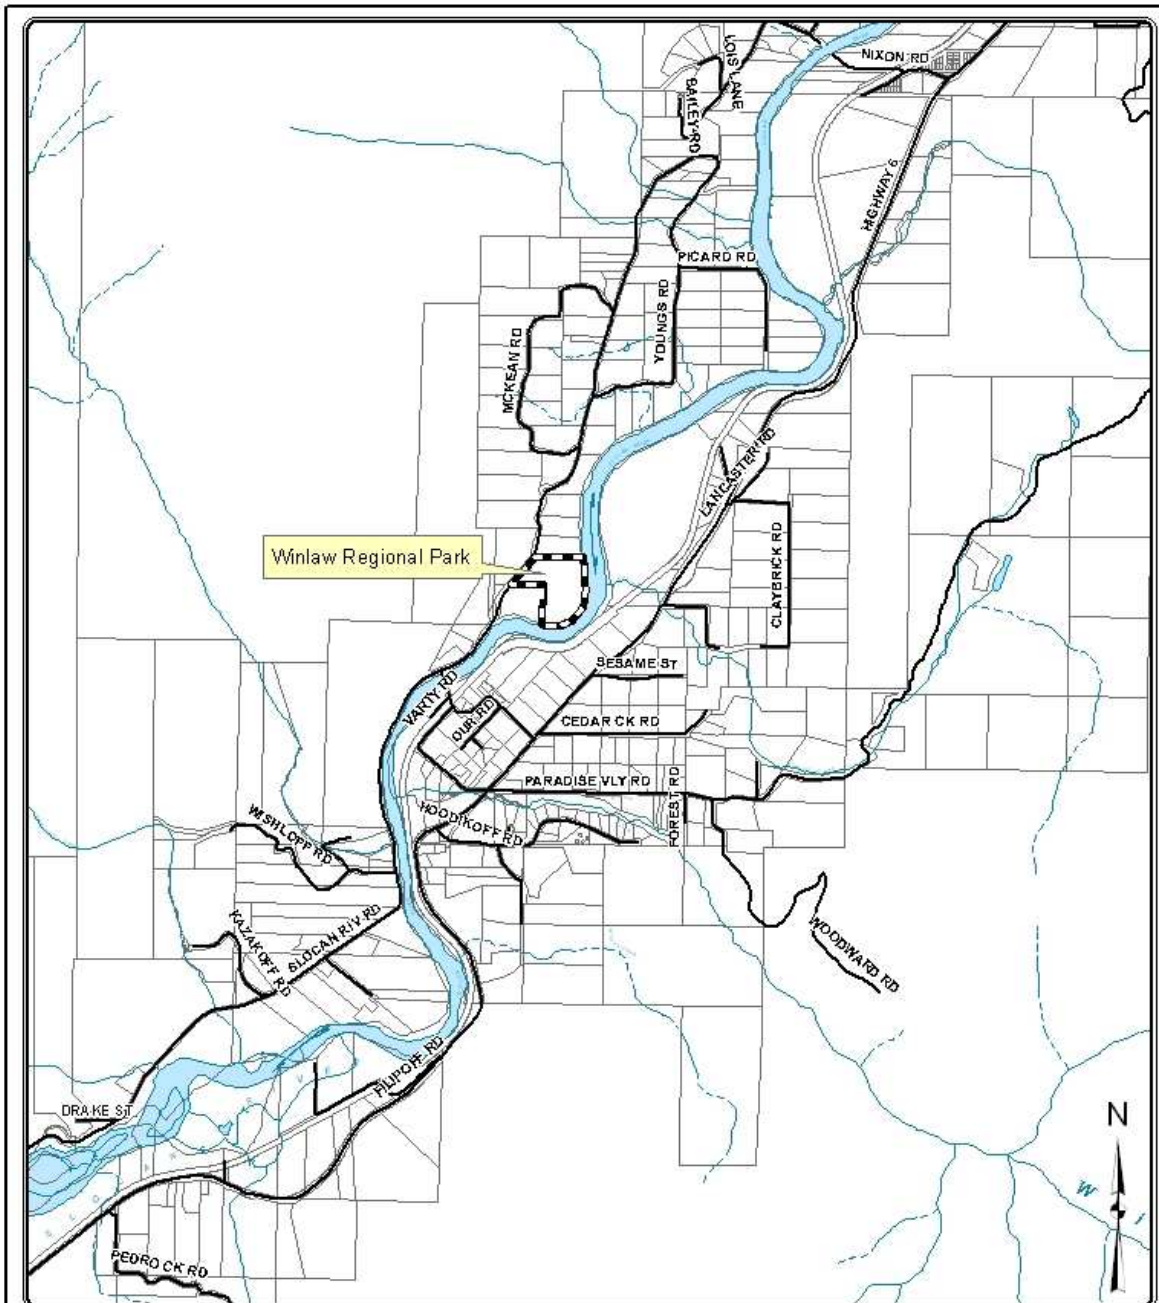 LOIS LANE
NIXON RD
BAILEY RD
HIGHWAY 6
PICARD RD
YOUNGS RD
MCKEAN RD
LANCASTER RD
Winlaw Regional Park
CLAYBRICK RD
SESAME ST
VARTY RD
OUR RD
CEDAR CK RD
PARADISE VLY RD
FOREST RD
HOODIKOFF RD
WISHLOFF RD
KAZAKOFF RD
SLOCAN RIV RD
WOODWARD RD
FILIPOFF RD
DRAKE ST
N
W i
PEDRO CK RD